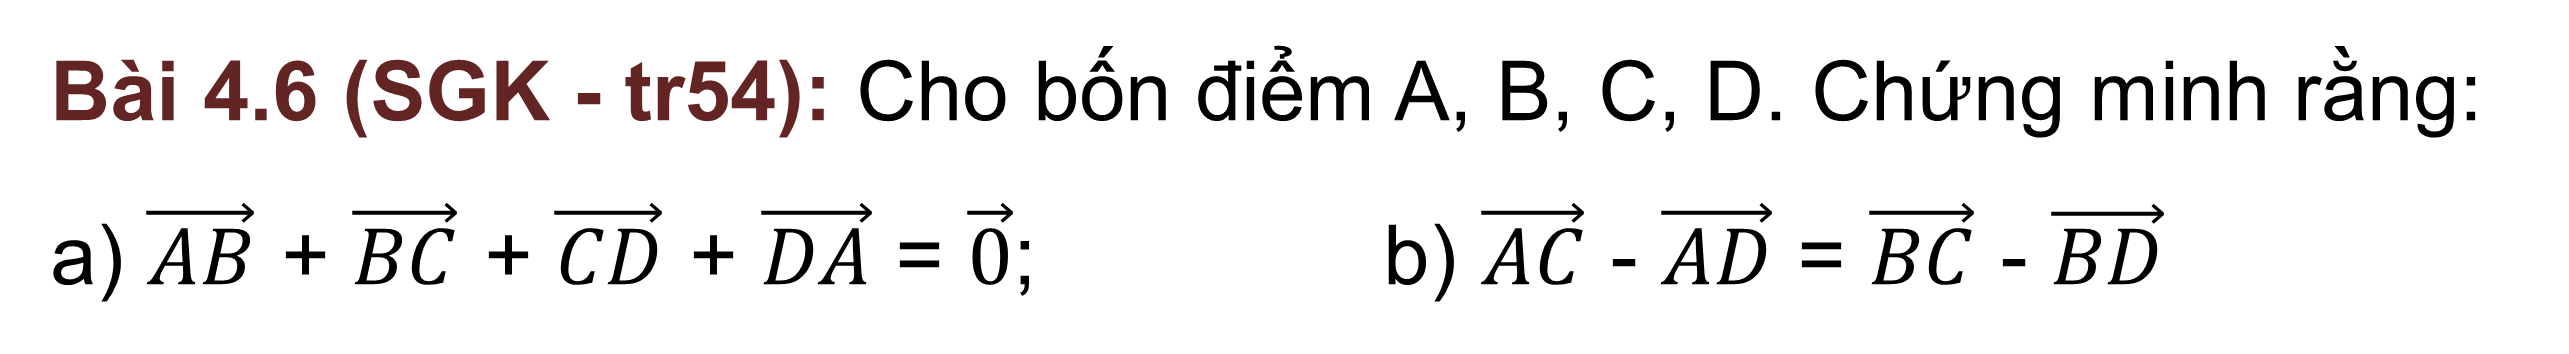 Bài 4.6 (SGK - tr54): Cho bốn điểm A, B, C, D. Chứng minh rằng:
a) $\overrightarrow{AB}$ + $\overrightarrow{BC}$ + $\overrightarrow{CD}$ + $\overrightarrow{DA}$ = $\overrightarrow{0}$; b) $\overrightarrow{AC}$ - $\overrightarrow{AD}$ = $\overrightarrow{BC}$ - $\overrightarrow{BD}$